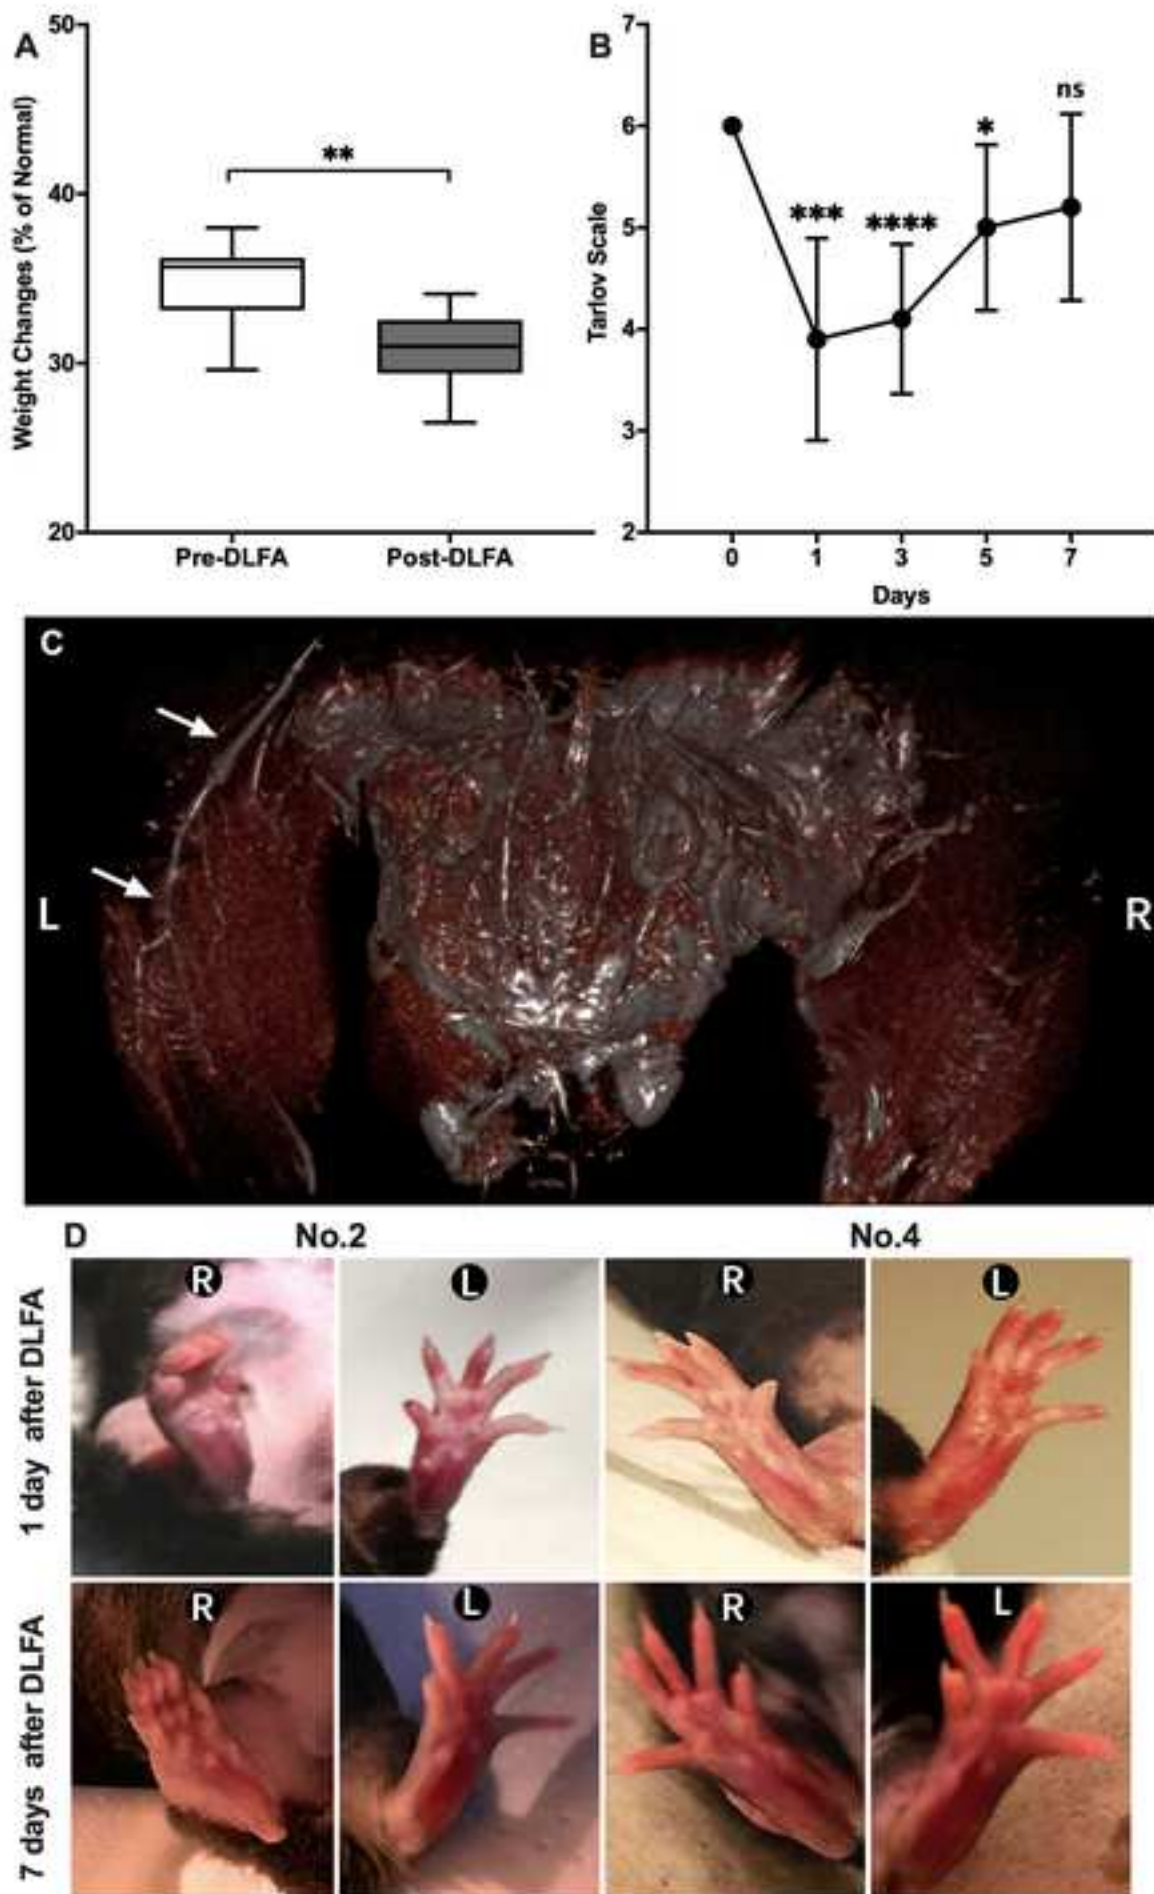 A
50
40
30
20
Weight Changes (% of Normal)
**
Pre-DLFA
Post-DLFA
B
7
6
5
4
3
2
Tarlov Scale
***
****
*
ns
0 1 3 5 7
Days
C
L
R
D
No.2
No.4
1 day after DLFA
R
L
R
L
7 days after DLFA
R
L
R
L